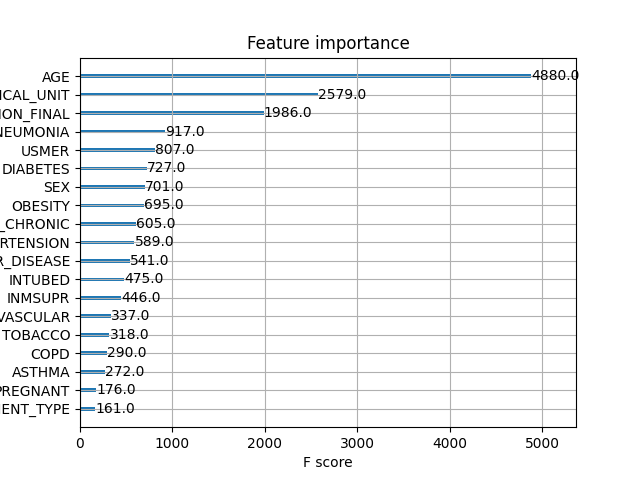 Feature importance
AGE 4880.0
ICAL_UNIT 2579.0
ION_FINAL 1986.0
NEUMONIA 917.0
USMER 807.0
DIABETES 727.0
SEX 701.0
OBESITY 695.0
_CHRONIC 605.0
RTENSION 589.0
R_DISEASE 541.0
INTUBED 475.0
INMSUPR 446.0
VASCULAR 337.0
TOBACCO 318.0
COPD 290.0
ASTHMA 272.0
PREGNANT 176.0
ENT_TYPE 161.0
0 1000 2000 3000 4000 5000
F score